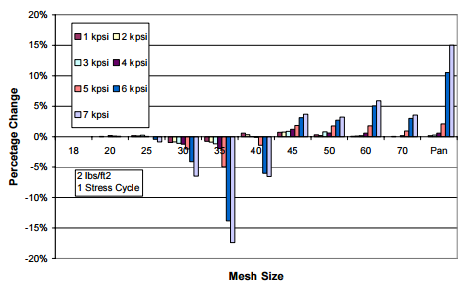 20%
15%
10%
5%
0%
-5%
-10%
-15%
-20%
Percetage Change
1 kpsi 2 kpsi
3 kpsi 4 kpsi
5 kpsi 6 kpsi
7 kpsi
18 20 25 30 35 40 45 50 60 70 Pan
2 lbs/ft2
1 Stress Cycle
Mesh Size